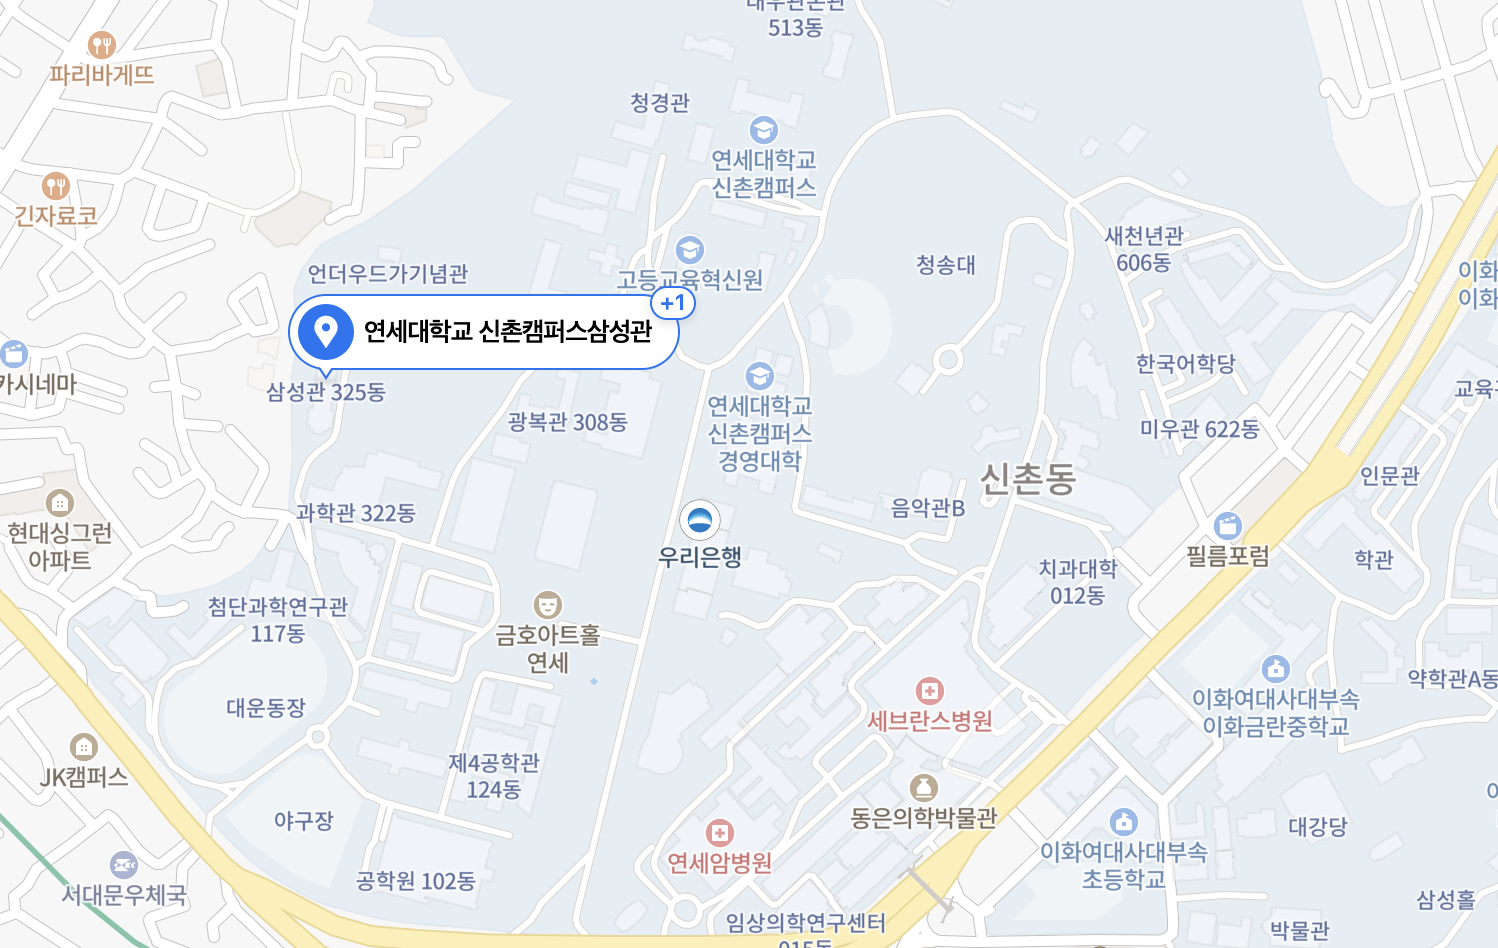 513동
파리바게뜨
청경관
연세대학교
신촌캠퍼스
긴자료코
새천년관
606동
청송대
언더우드가기념관
고등교육혁신원
이화
이화
+1
연세대학교 신촌캠퍼스삼성관
카시네마
삼성관 325동
한국어학당
교육
연세대학교
신촌캠퍼스
경영대학
광복관 308동
미우관 622동
신촌동
인문관
과학관 322동
음악관B
현대싱그런
아파트
우리은행
필름포럼
학관
치과대학
012동
첨단과학연구관
117동
금호아트홀
연세
대운동장
세브란스병원
이화여대사대부속
이화금란중학교
약학관A동
JK캠퍼스
제4공학관
124동
야구장
동은의학박물관
대강당
연세암병원
이화여대사대부속
초등학교
서대문우체국
공학원 102동
삼성홀
임상의학연구센터
015동
박물관